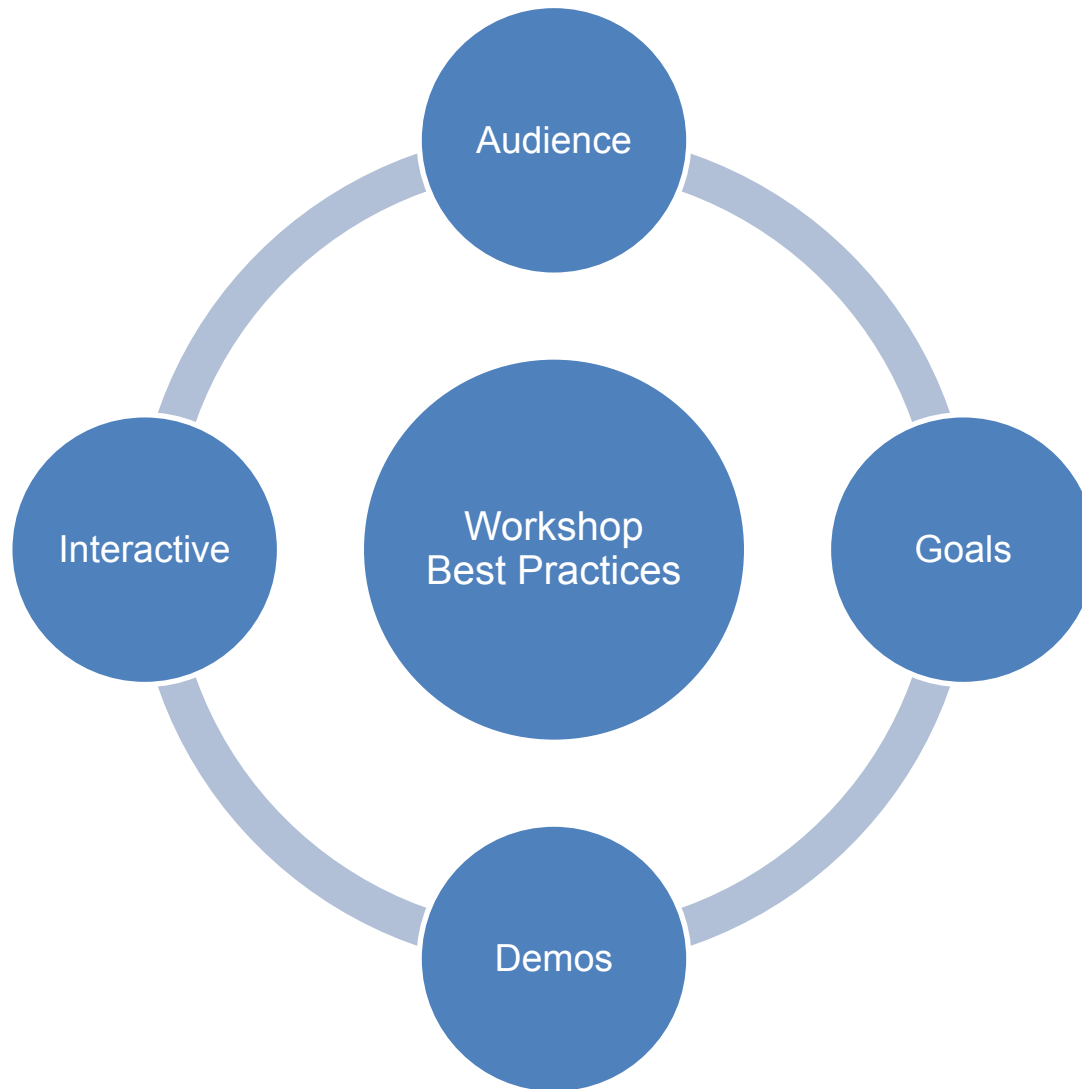 Audience
Interactive
Workshop
Best Practices
Goals
Demos